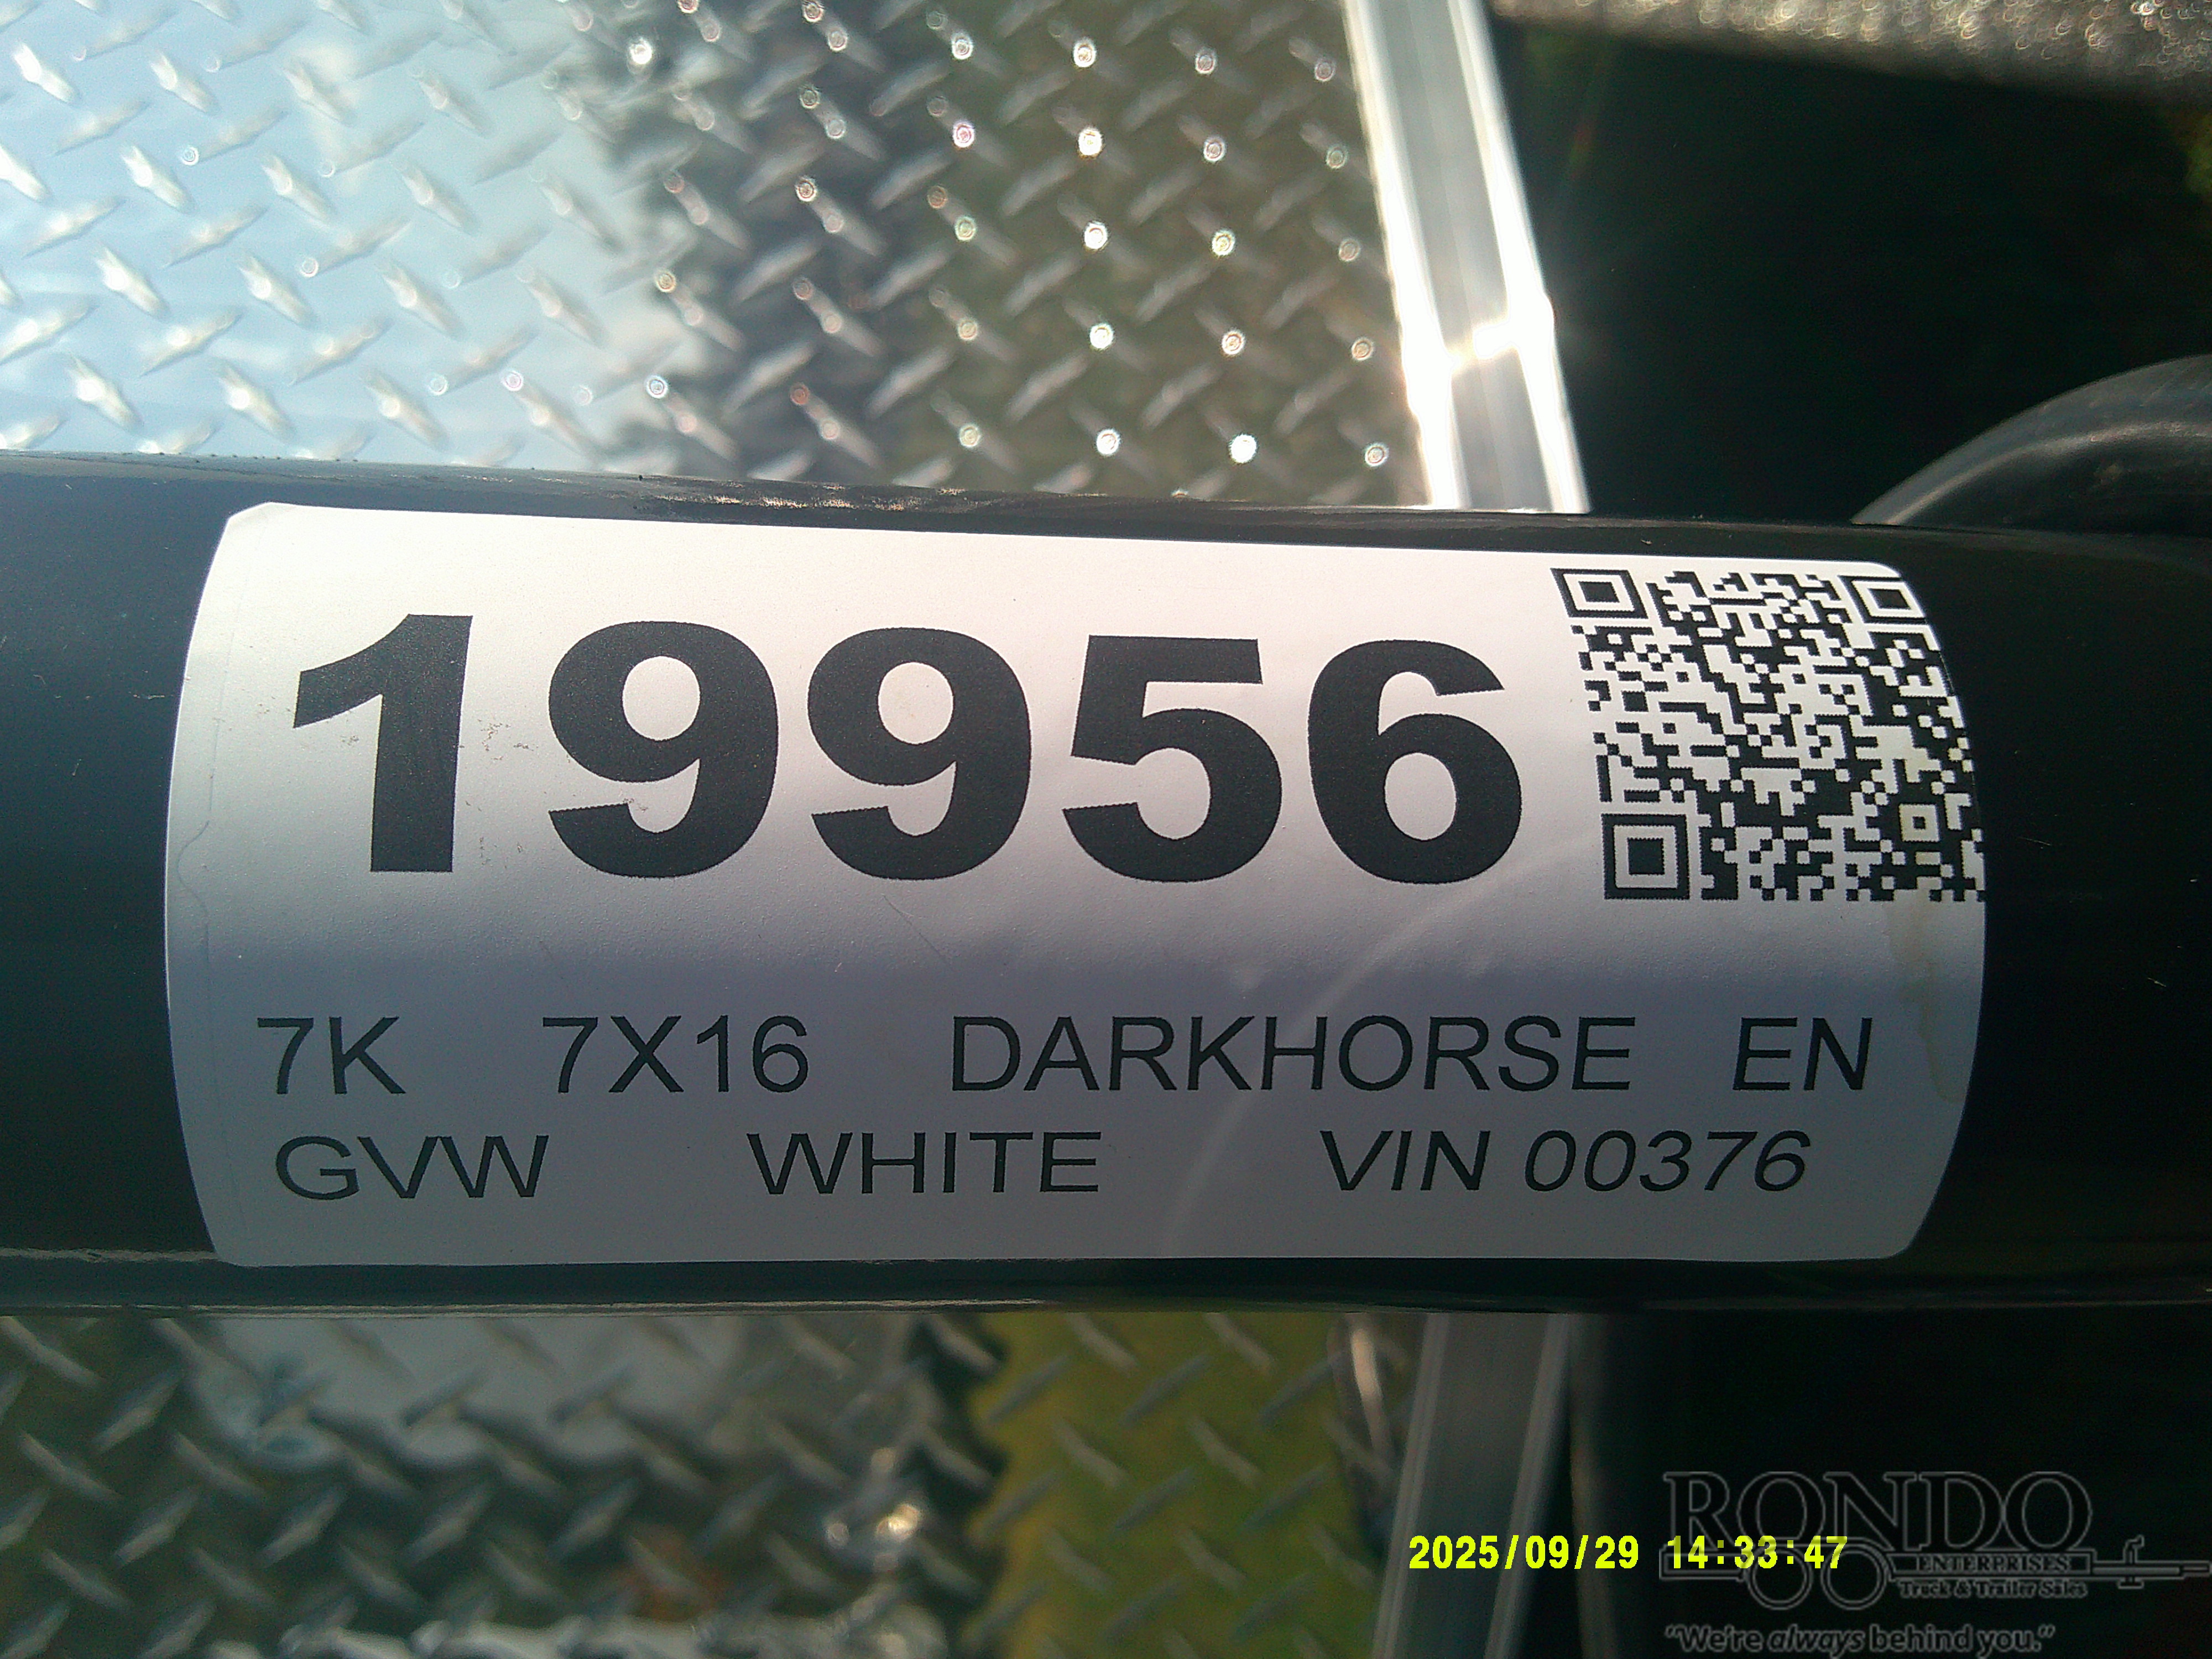 19956
7K 7X16 DARKHORSE EN
GVW WHITE VIN 00376
2025/09/29 14:33:47
RONDO
ENTERPRISES
Truck & Trailer Sales
"We're always behind you."